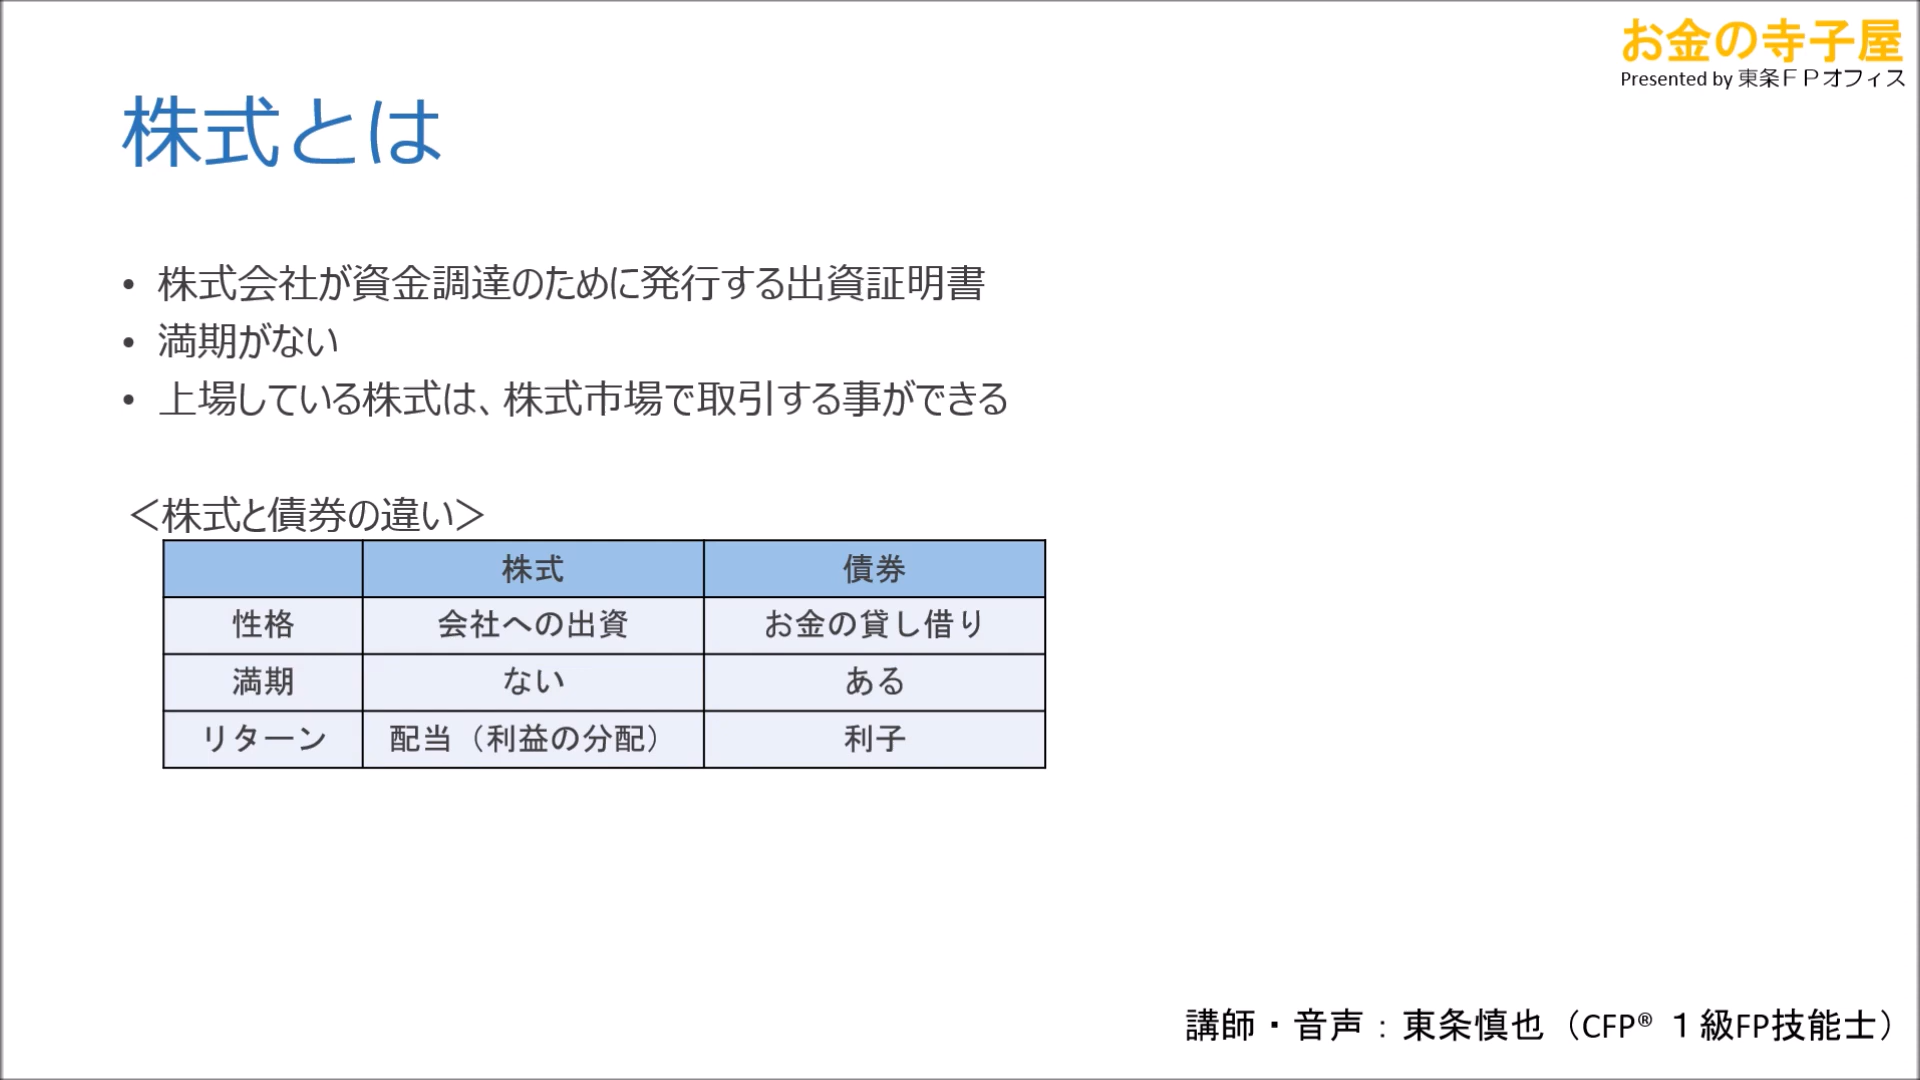 お金の寺子屋
Presented by 東条ＦＰオフィス
株式とは
• 株式会社が資金調達のために発行する出資証明書
• 満期がない
• 上場している株式は、株式市場で取引する事ができる
＜株式と債券の違い＞
株式 債券
性格 会社への出資 お金の貸し借り
満期 ない ある
リターン 配当（利益の分配） 利子
講師・音声：東条慎也（CFP® １級FP技能士）